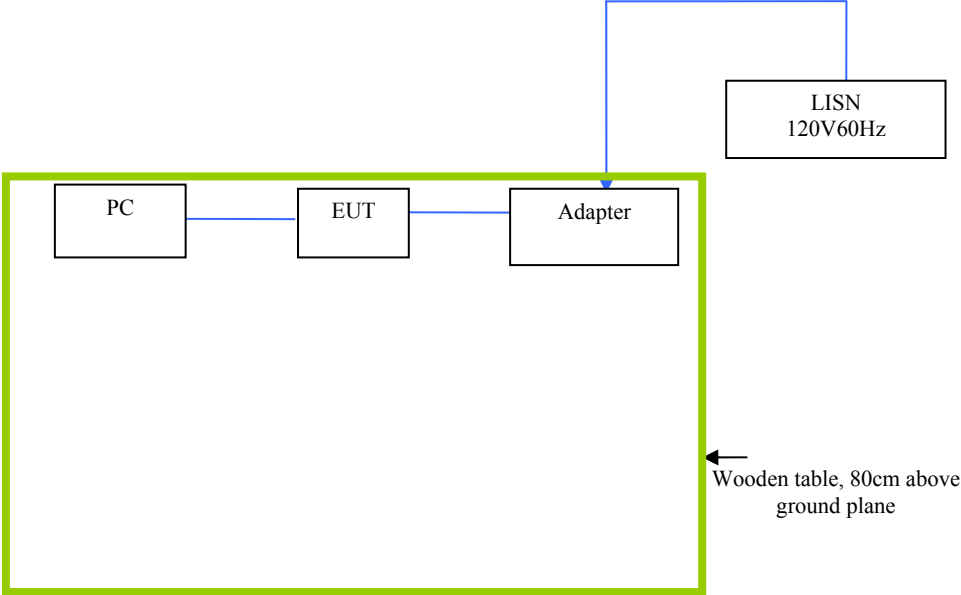 LISN
120V60Hz
PC
EUT
Adapter
Wooden table, 80cm above
ground plane